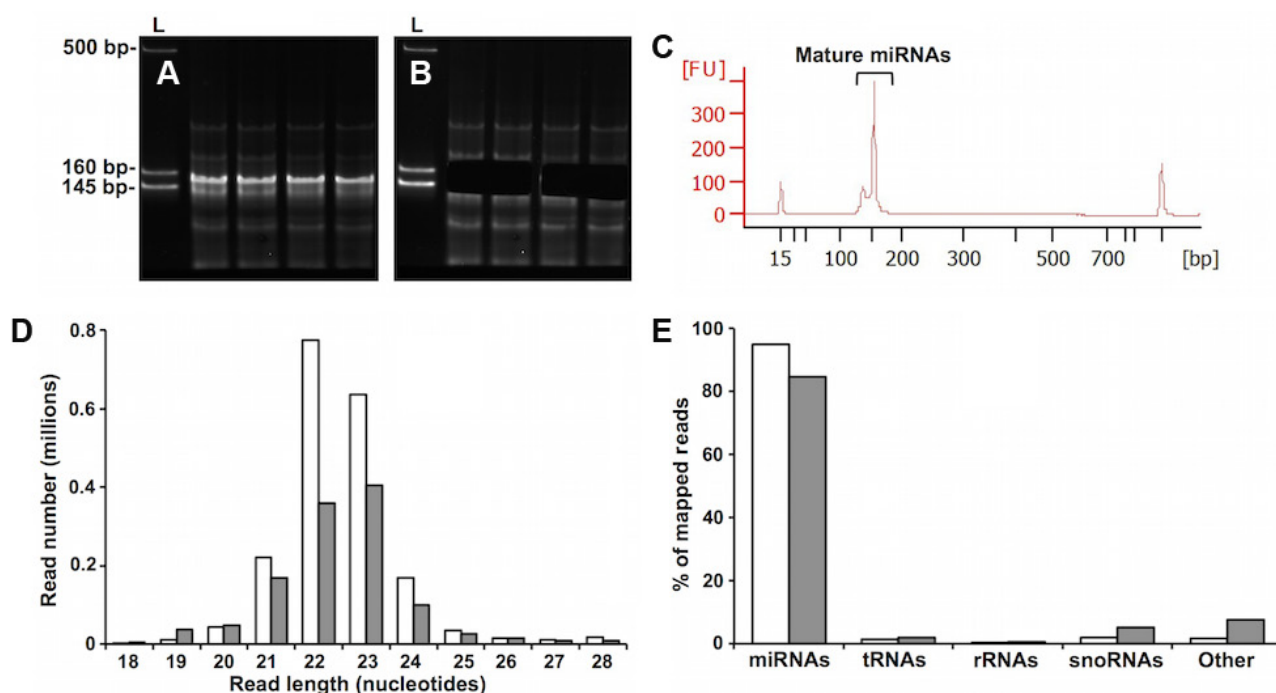 L
500 bp-
A
160 bp-
145 bp-
L
B
C
Mature miRNAs
[FU]
300
200
100
0
15 100 200 300 500 700 [bp]
D
Read number (millions)
0.8
0.6
0.4
0.2
0
18 19 20 21 22 23 24 25 26 27 28
Read length (nucleotides)
E
% of mapped reads
100
80
60
40
20
0
miRNAs tRNAs rRNAs snoRNAs Other